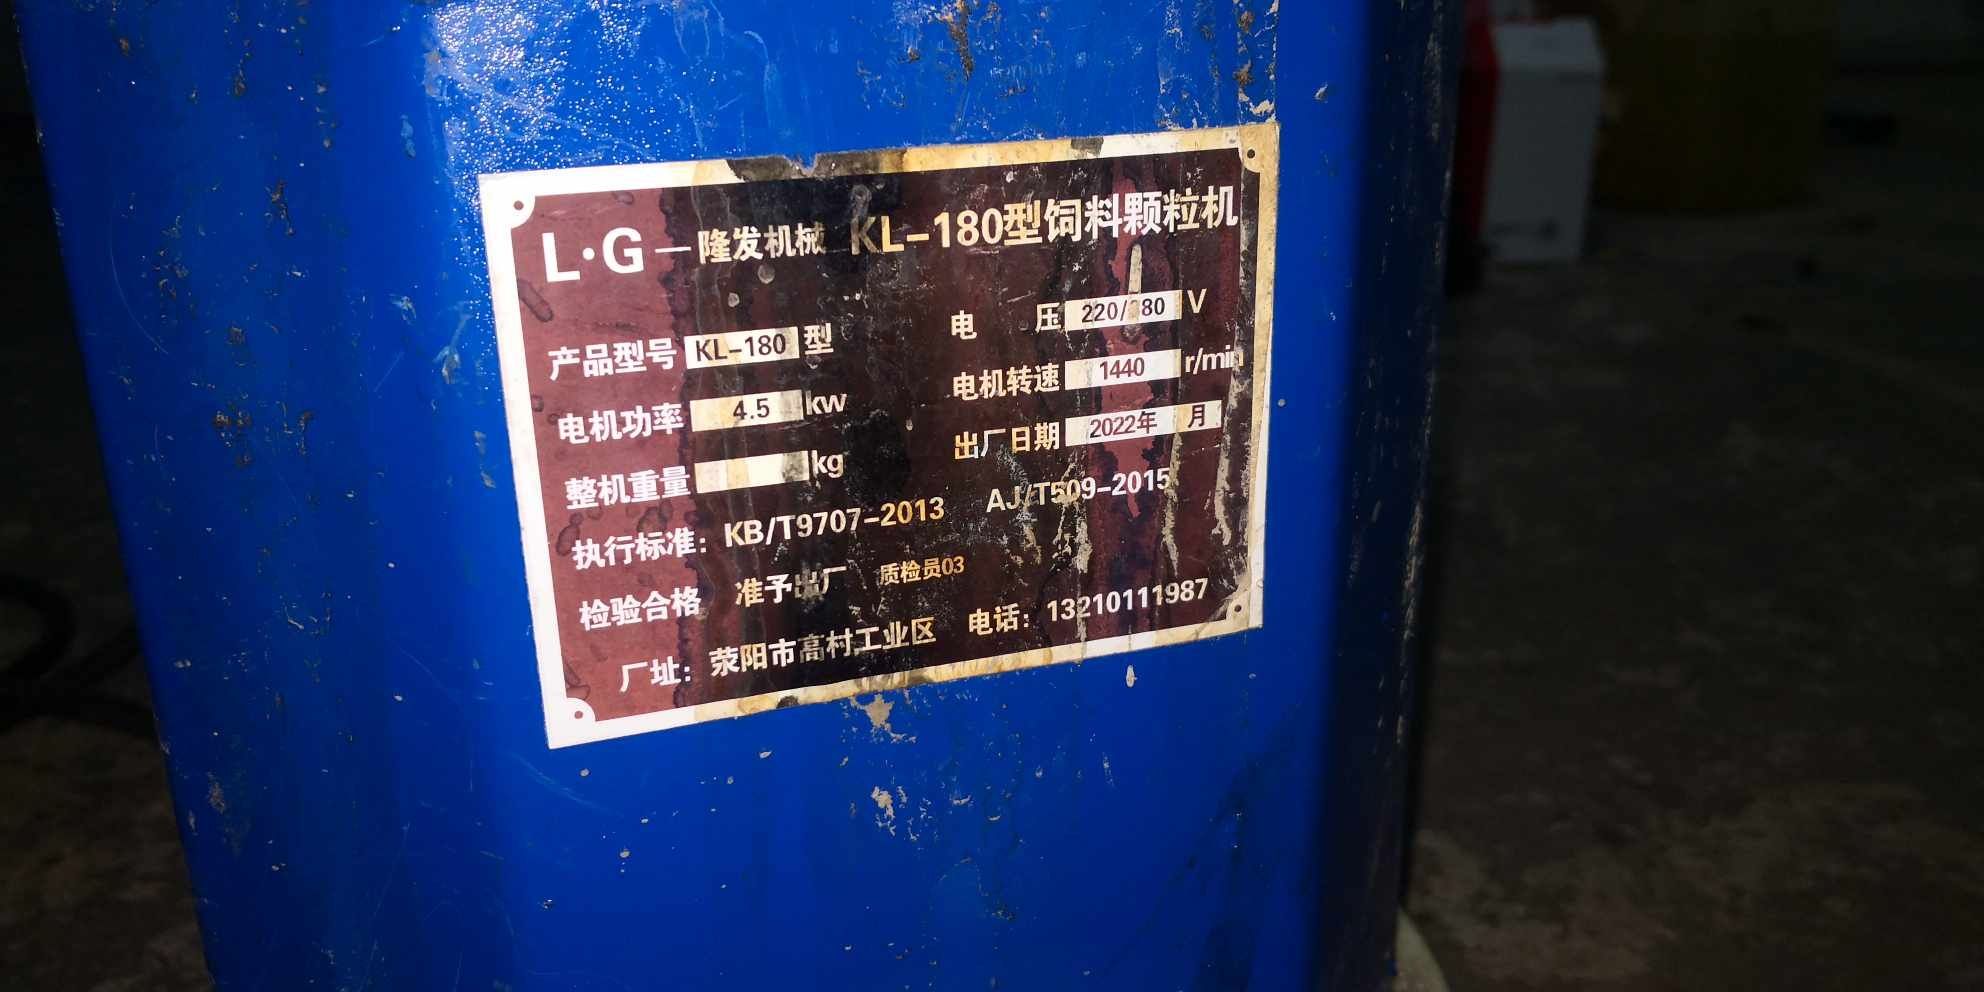 L·G—隆发机械 KL-180型饲料颗粒机
产品型号 KL-180 型 电 压 220/380 V
电机功率 4.5 kw 电机转速 1440 r/min
整机重量 kg 出厂日期 2022年 月
执行标准：KB/T9707-2013 AJ/T509-2015
检验合格 准予出厂 质检员03
厂址：荥阳市高村工业区 电话：13210111987